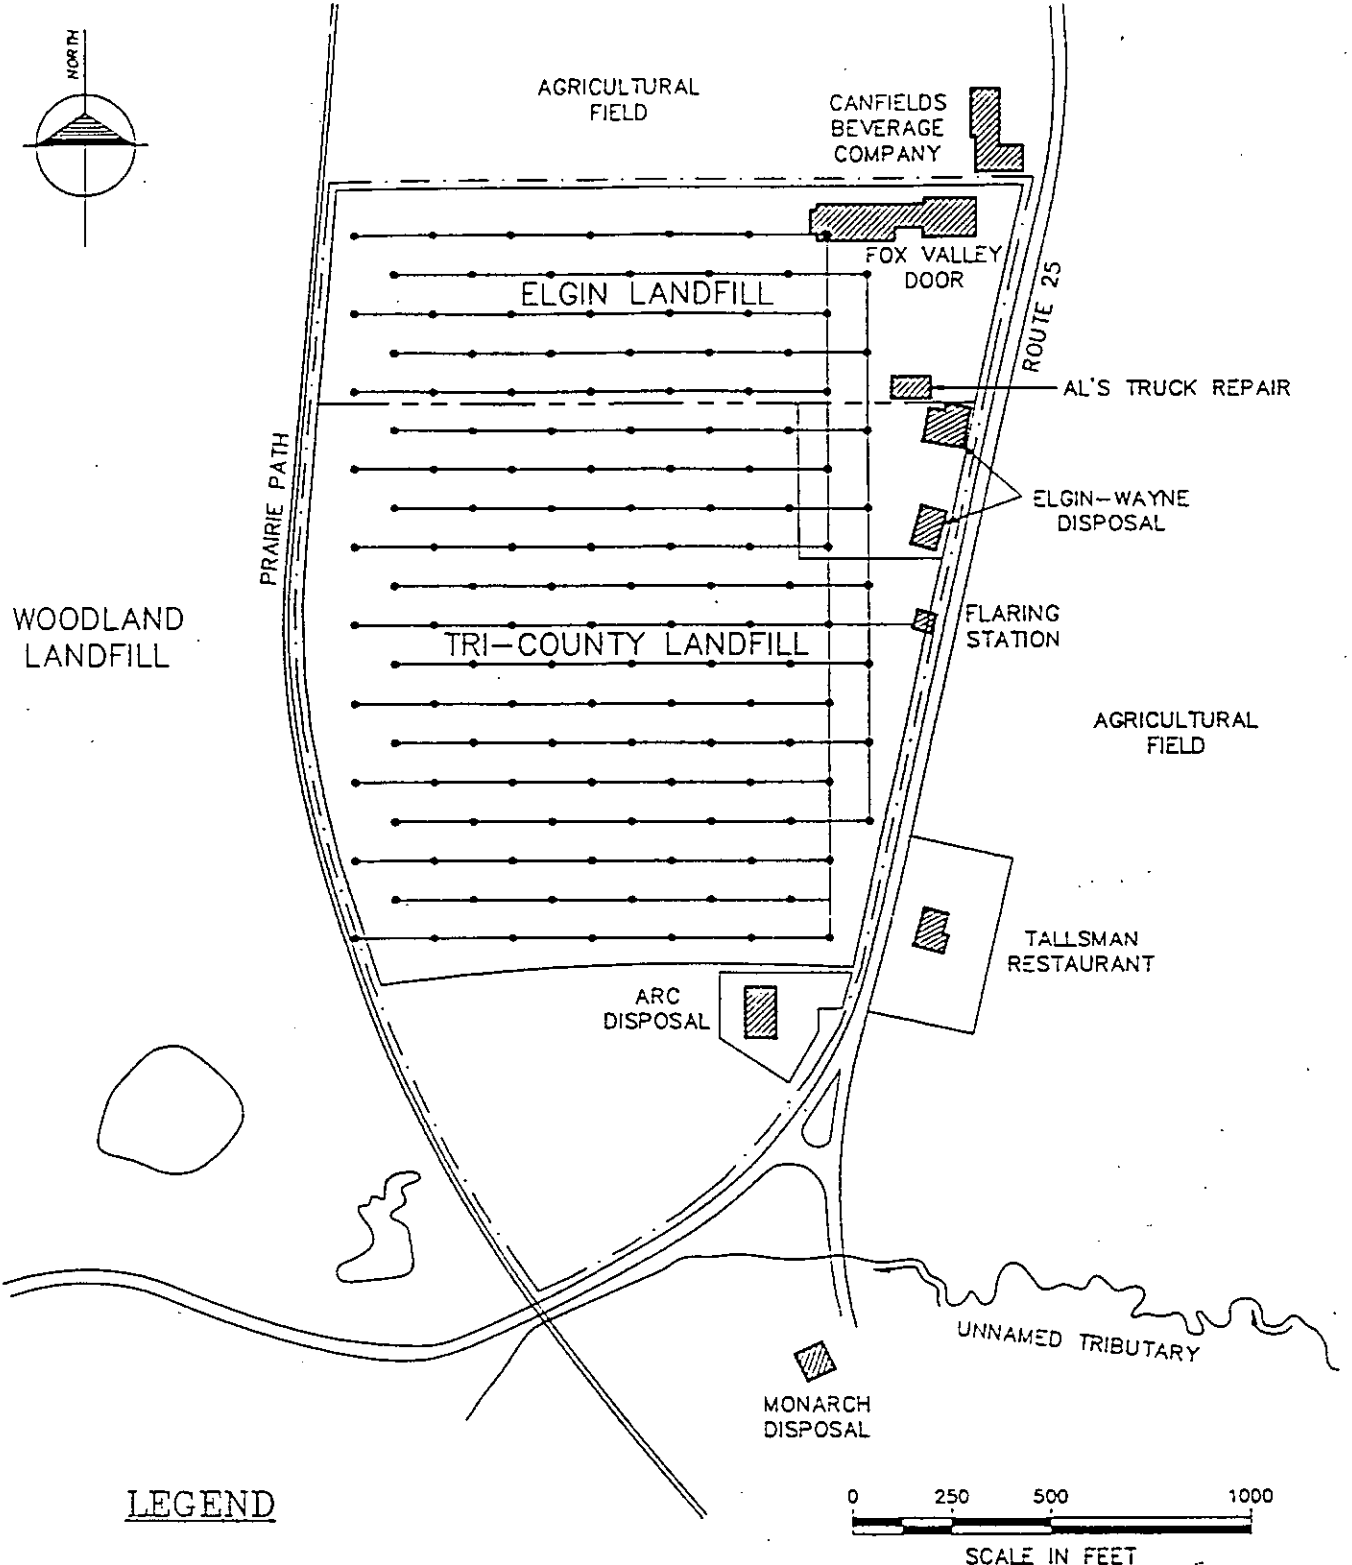 NORTH
AGRICULTURAL
FIELD
CANFIELDS
BEVERAGE
COMPANY
FOX VALLEY
DOOR
ELGIN LANDFILL
ROUTE 25
AL'S TRUCK REPAIR
PRAIRIE PATH
ELGIN-WAYNE
DISPOSAL
WOODLAND
LANDFILL
FLARING
STATION
TRI-COUNTY LANDFILL
AGRICULTURAL
FIELD
TALLSMAN
RESTAURANT
ARC
DISPOSAL
UNNAMED TRIBUTARY
MONARCH
DISPOSAL
LEGEND
0 250 500 1000
SCALE IN FEET